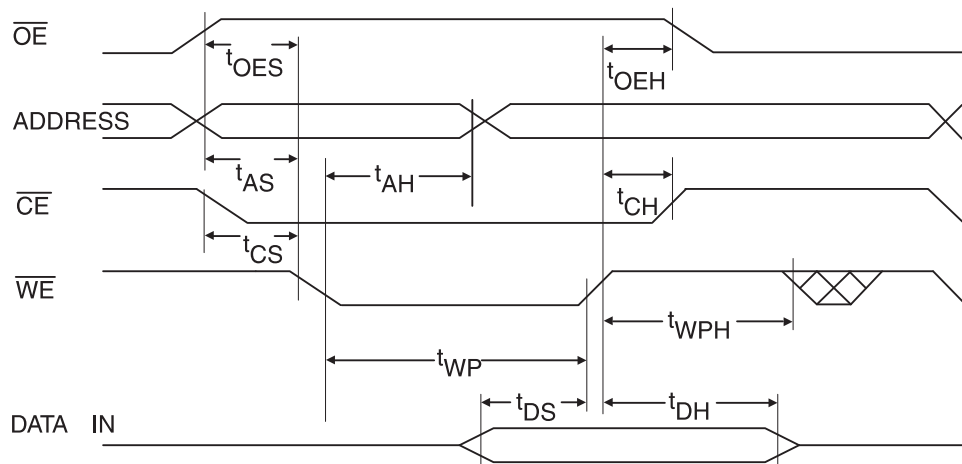 OE
tOES
tOEH
ADDRESS
tAS
tAH
CE
tCH
tCS
WE
tWPH
tWP
tDS
tDH
DATA IN